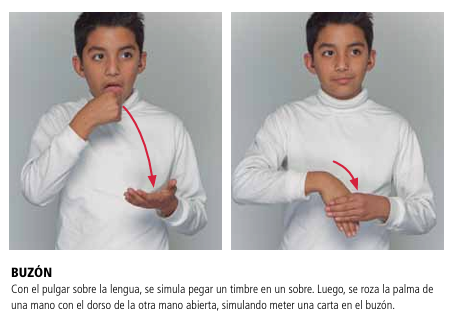 BUZÓN
Con el pulgar sobre la lengua, se simula pegar un timbre en un sobre. Luego, se roza la palma de
una mano con el dorso de la otra mano abierta, simulando meter una carta en el buzón.